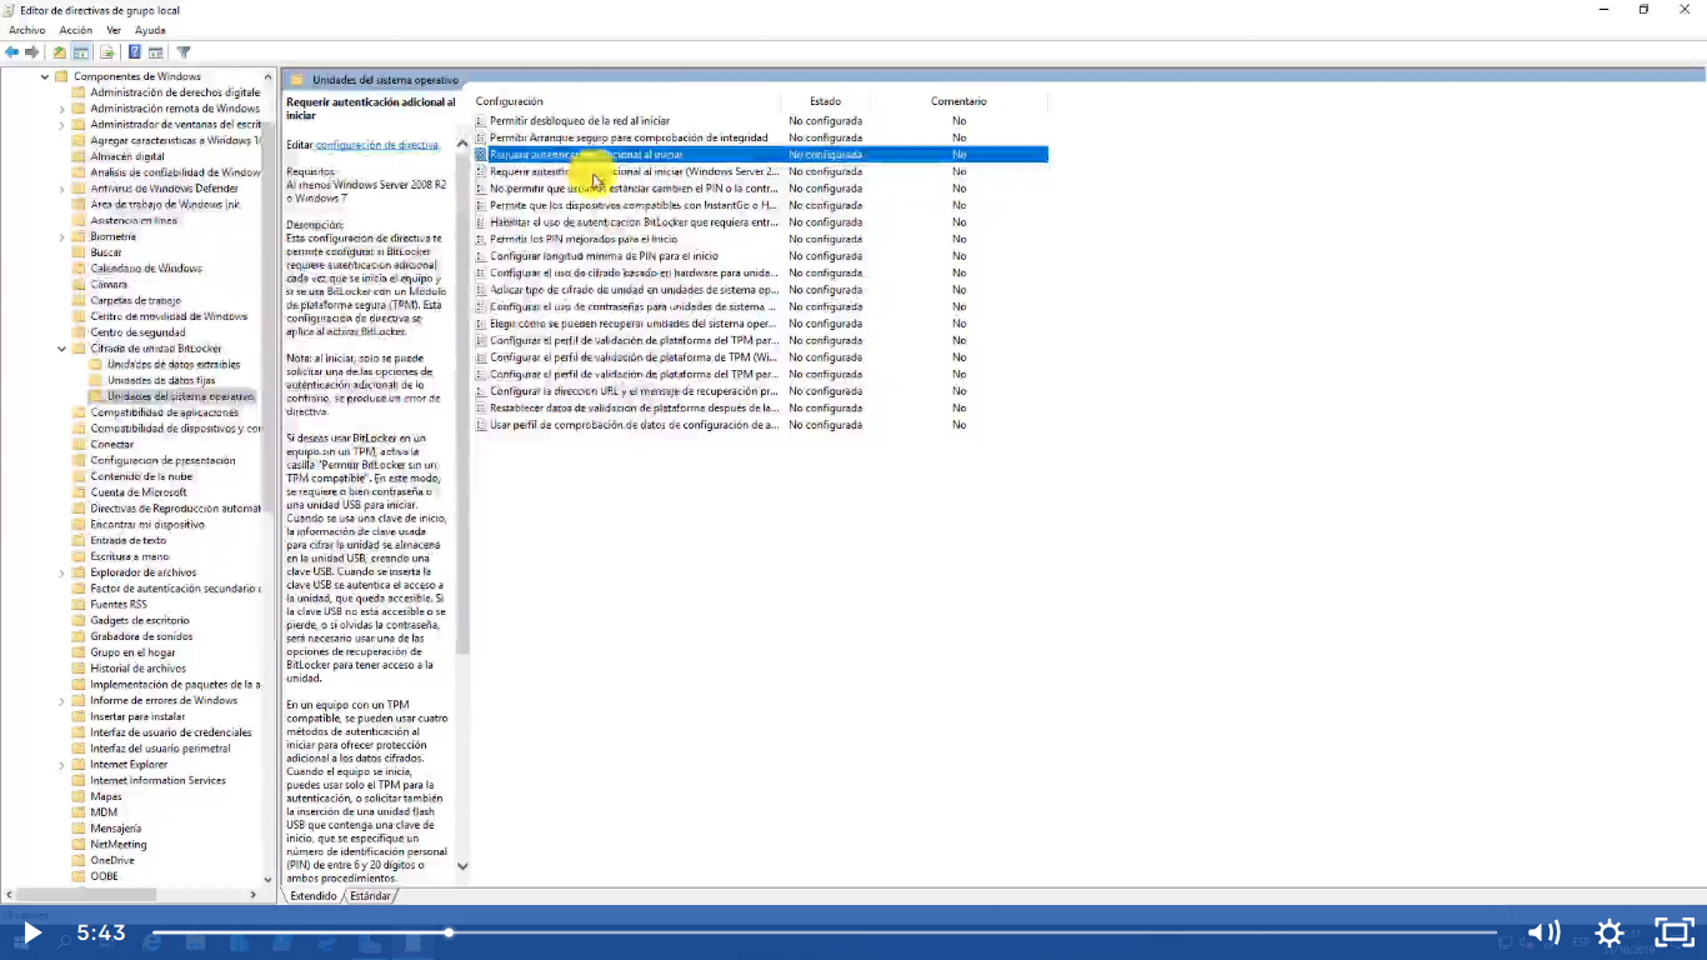 Editor de directivas de grupo local
Archivo Acción Ver Ayuda
Componentes de Windows
Administración de derechos digitale
Administración remota de Windows
Administrador de ventanas del escrit
Agregar características a Windows 10
Almacén digital
Análisis de confiabilidad de Windows
Antivirus de Windows Defender
Área de trabajo de Windows Ink
Asistencia en línea
Biometría
Buscar
Calendario de Windows
Cámara
Carpetas de trabajo
Centro de movilidad de Windows
Centro de seguridad
Cifrado de unidad BitLocker
Unidades de datos extraíbles
Unidades de datos fijas
Unidades del sistema operativo
Compatibilidad de aplicaciones
Compatibilidad de dispositivos y con
Conectar
Configuración de presentación
Contenido de la nube
Cuenta de Microsoft
Directivas de Reproducción automát
Encontrar mi dispositivo
Entrada de texto
Escritura a mano
Explorador de archivos
Factor de autenticación secundario d
Fuentes RSS
Gadgets de escritorio
Grabadora de sonidos
Grupo en el hogar
Historial de archivos
Implementación de paquetes de la a
Informe de errores de Windows
Insertar para instalar
Interfaz de usuario de credenciales
Interfaz del usuario perimetral
Internet Explorer
Internet Information Services
Mapas
MDM
Mensajería
NetMeeting
OneDrive
OOBE
Unidades del sistema operativo
Requerir autenticación adicional al
iniciar
Editar configuración de directiva
Requisitos:
Al menos Windows Server 2008 R2
o Windows 7
Descripción:
Esta configuración de directiva te
permite configurar si BitLocker
requiere autenticación adicional
cada vez que se inicia el equipo y
si se usa BitLocker con un Módulo
de plataforma segura (TPM). Esta
configuración de directiva se
aplica al activar BitLocker.
Nota: al iniciar, solo se puede
solicitar una de las opciones de
autenticación adicional; de lo
contrario, se produce un error de
directiva.
Si deseas usar BitLocker en un
equipo sin un TPM, activa la
casilla "Permitir BitLocker sin un
TPM compatible". En este modo,
se requiere o bien contraseña o
una unidad USB para iniciar.
Cuando se usa una clave de inicio,
la información de clave usada
para cifrar la unidad se almacena
en la unidad USB, creando una
clave USB. Cuando se inserta la
clave USB se autentica el acceso a
la unidad, que queda accesible. Si
la clave USB no está accesible o se
pierde, o si olvidas la contraseña,
será necesario usar una de las
opciones de recuperación de
BitLocker para tener acceso a la
unidad.
En un equipo con un TPM
compatible, se pueden usar cuatro
métodos de autenticación al
iniciar para ofrecer protección
adicional a los datos cifrados.
Cuando el equipo se inicia,
puedes usar solo el TPM para la
autenticación, o solicitar también
la inserción de una unidad flash
USB que contenga una clave de
inicio, que se especifique un
número de identificación personal
(PIN) de entre 6 y 20 dígitos o
ambos procedimientos.
Configuración Estado Comentario
Permitir desbloqueo de la red al iniciar No configurada No
Permitir Arranque seguro para comprobación de integridad No configurada No
Requerir autenticación adicional al iniciar No configurada No
Requerir autentic cional al iniciar (Windows Server 2... No configurada No
No permitir que usuarios estándar cambien el PIN o la contr... No configurada No
Permite que los dispositivos compatibles con InstantGo o H... No configurada No
Habilitar el uso de autenticación BitLocker que requiera entr... No configurada No
Permitir los PIN mejorados para el inicio No configurada No
Configurar longitud mínima de PIN para el inicio No configurada No
Configurar el uso de cifrado basado en hardware para unida... No configurada No
Aplicar tipo de cifrado de unidad en unidades de sistema op... No configurada No
Configurar el uso de contraseñas para unidades de sistema ... No configurada No
Elegir cómo se pueden recuperar unidades del sistema oper... No configurada No
Configurar el perfil de validación de plataforma del TPM par... No configurada No
Configurar el perfil de validación de plataforma de TPM (Wi... No configurada No
Configurar el perfil de validación de plataforma del TPM par... No configurada No
Configurar la dirección URL y el mensaje de recuperación pr... No configurada No
Restablecer datos de validación de plataforma después de la... No configurada No
Usar perfil de comprobación de datos de configuración de a... No configurada No
Extendido Estándar
19 valores
5:43
ESP